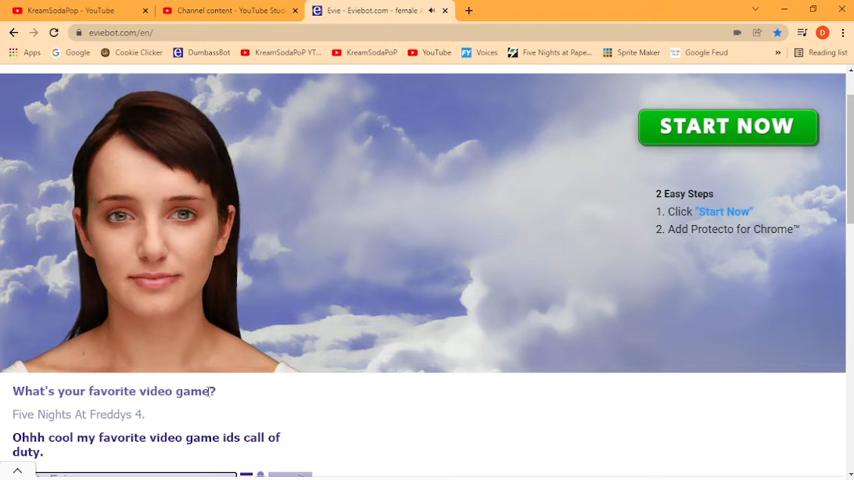 KreamSodaPop - YouTube
Channel content - YouTube Stud
Evie - Eviebot.com - female A
eviebot.com/en/
Apps
Google
Cookie Clicker
DumbassBot
KreamSodaPoP YT...
KreamSodaPoP
YouTube
FY Voices
Five Nights at Pape...
Sprite Maker
Google Feud
»
Reading list
D
START NOW
2 Easy Steps
1. Click "Start Now"
2. Add Protecto for Chrome™
What's your favorite video game?
Five Nights At Freddys 4.
Ohhh cool my favorite video game ids call of
duty.